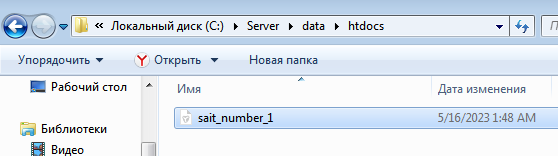 Локальный диск (C:) Server data htdocs
Упорядочить Открыть Новая папка
Рабочий стол
Имя Дата изменения
sait_number_1 5/16/2023 1:48 AM
Библиотеки
Видео